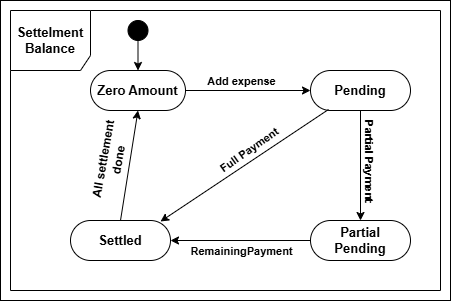 Settelment
Balance
Zero Amount
Add expense
Pending
All settlement
done
Full Payment
Partial Payment
Settled
RemainingPayment
Partial
Pending